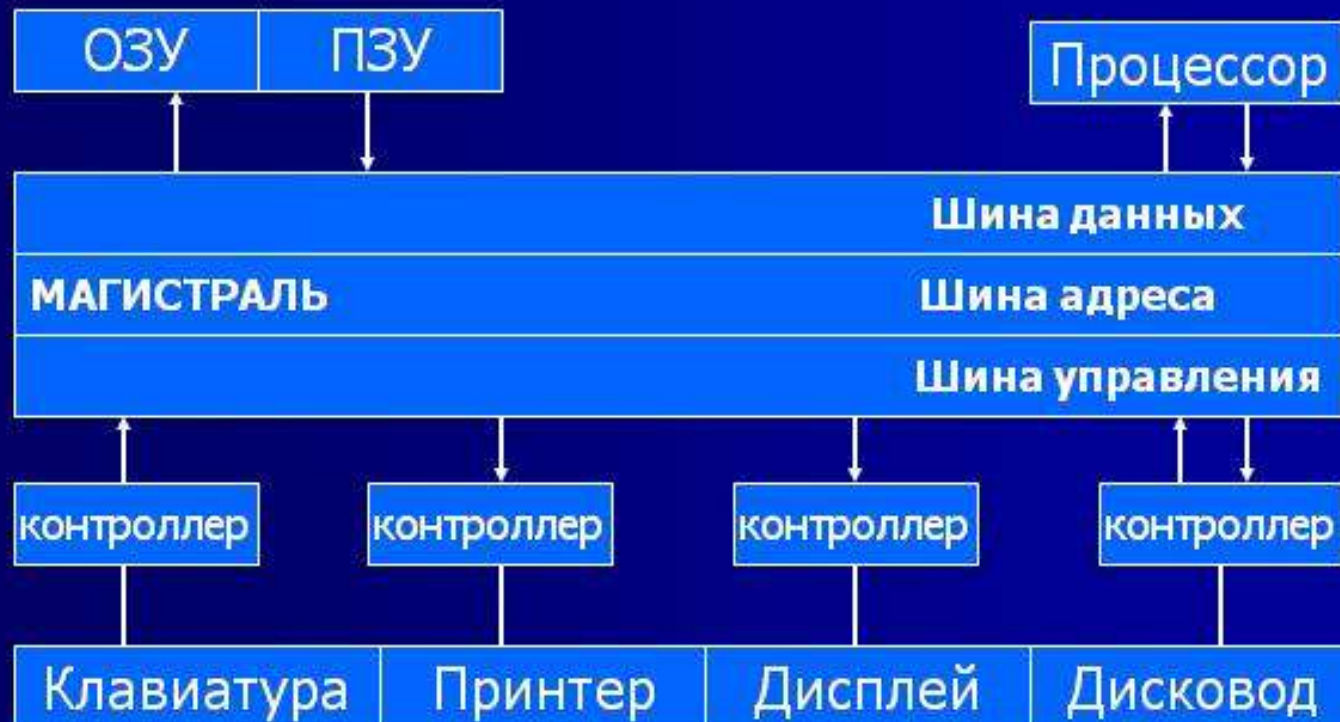 ОЗУ ПЗУ
Процессор
Шина данных
МАГИСТРАЛЬ Шина адреса
Шина управления
контроллер контроллер контроллер контроллер
Клавиатура Принтер Дисплей Дисковод